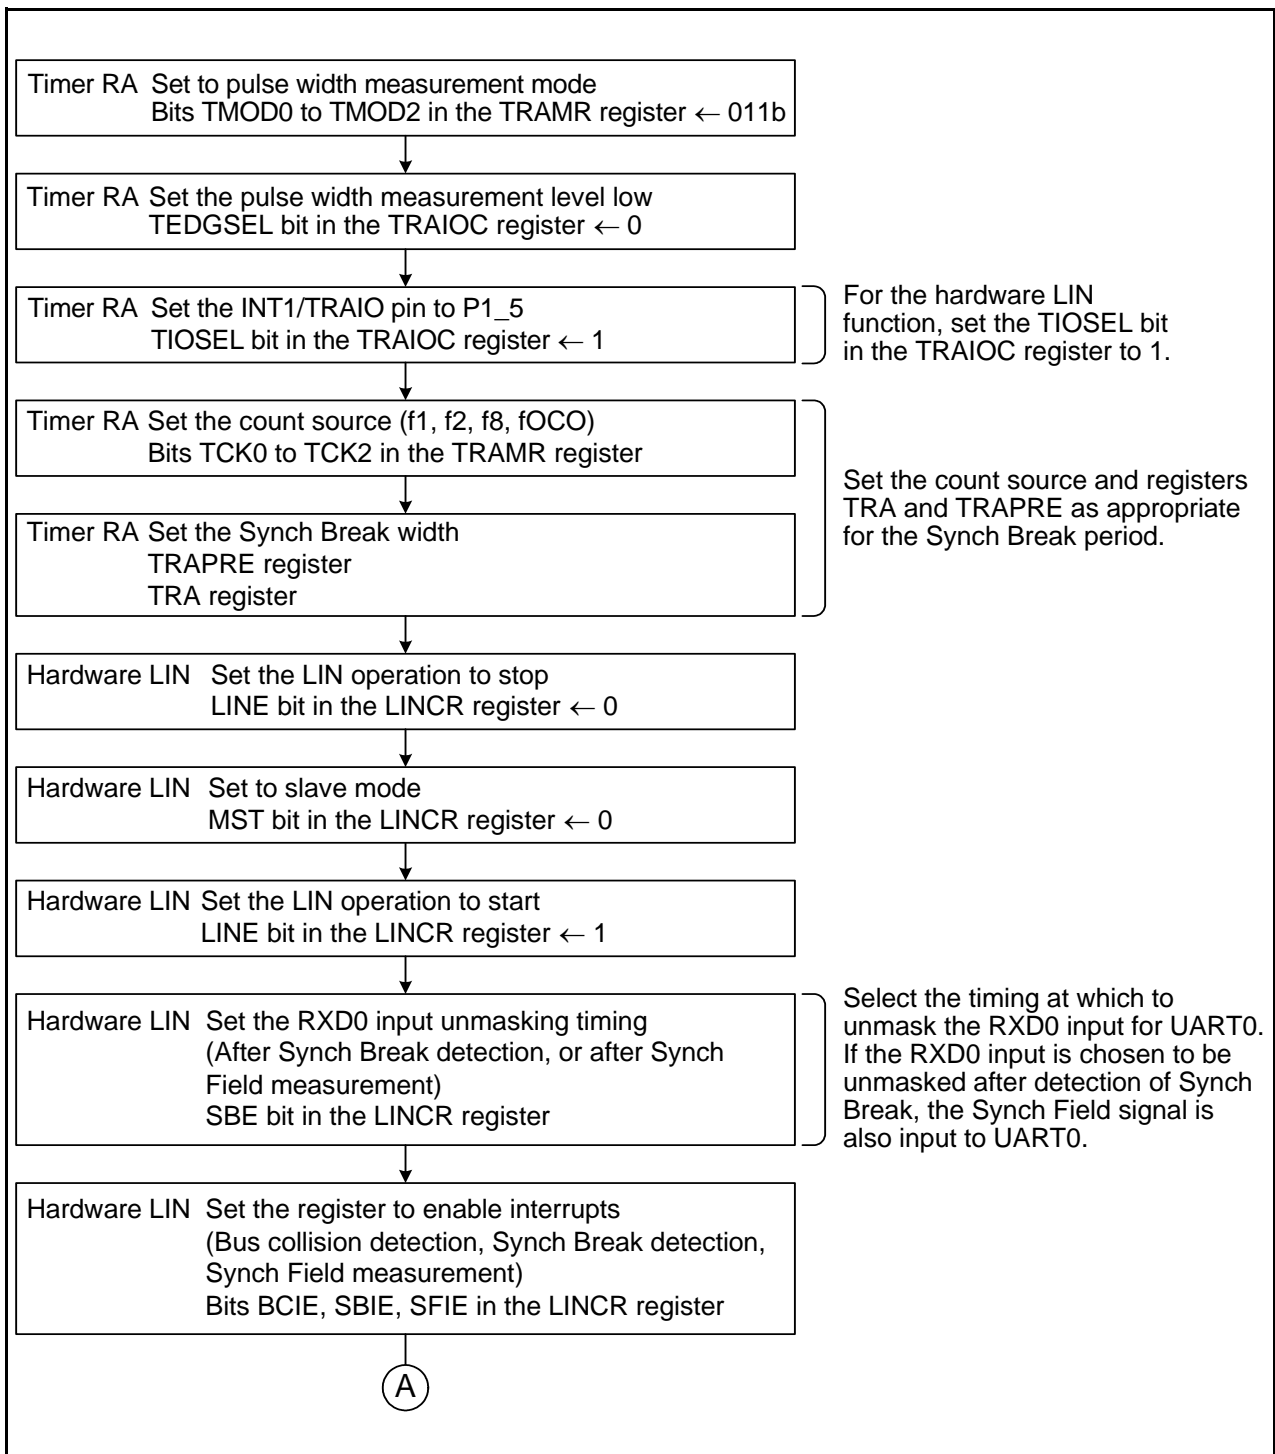 Timer RA Set to pulse width measurement mode
Bits TMOD0 to TMOD2 in the TRAMR register ← 011b
Timer RA Set the pulse width measurement level low
TEDGSEL bit in the TRAIOC register ← 0
Timer RA Set the INT1/TRAIO pin to P1_5
TIOSEL bit in the TRAIOC register ← 1
For the hardware LIN
function, set the TIOSEL bit
in the TRAIOC register to 1.
Timer RA Set the count source (f1, f2, f8, fOCO)
Bits TCK0 to TCK2 in the TRAMR register
Timer RA Set the Synch Break width
TRAPRE register
TRA register
Set the count source and registers
TRA and TRAPRE as appropriate
for the Synch Break period.
Hardware LIN Set the LIN operation to stop
LINE bit in the LINCR register ← 0
Hardware LIN Set to slave mode
MST bit in the LINCR register ← 0
Hardware LIN Set the LIN operation to start
LINE bit in the LINCR register ← 1
Hardware LIN Set the RXD0 input unmasking timing
(After Synch Break detection, or after Synch
Field measurement)
SBE bit in the LINCR register
Select the timing at which to
unmask the RXD0 input for UART0.
If the RXD0 input is chosen to be
unmasked after detection of Synch
Break, the Synch Field signal is
also input to UART0.
Hardware LIN Set the register to enable interrupts
(Bus collision detection, Synch Break detection,
Synch Field measurement)
Bits BCIE, SBIE, SFIE in the LINCR register
A